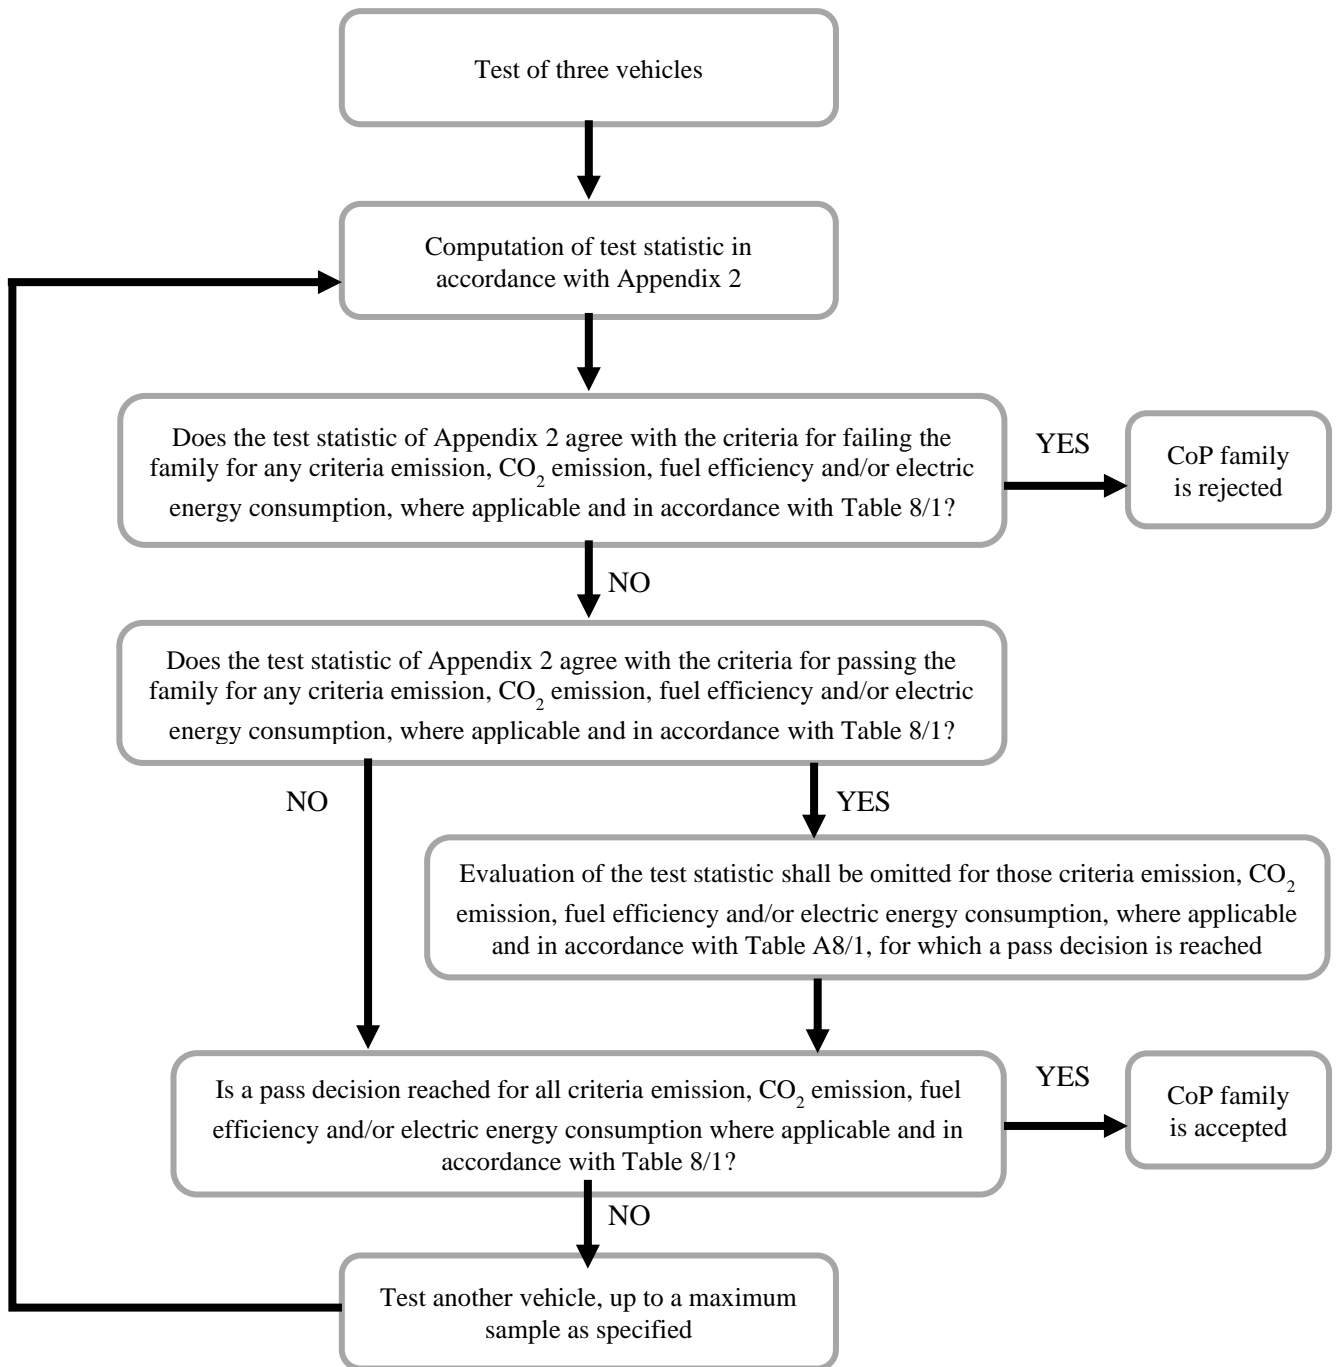 Test of three vehicles
Computation of test statistic in
accordance with Appendix 2
Does the test statistic of Appendix 2 agree with the criteria for failing the
family for any criteria emission, CO2 emission, fuel efficiency and/or electric
energy consumption, where applicable and in accordance with Table 8/1?
YES
CoP family
is rejected
NO
Does the test statistic of Appendix 2 agree with the criteria for passing the
family for any criteria emission, CO2 emission, fuel efficiency and/or electric
energy consumption, where applicable and in accordance with Table 8/1?
NO
YES
Evaluation of the test statistic shall be omitted for those criteria emission, CO2
emission, fuel efficiency and/or electric energy consumption, where applicable
and in accordance with Table A8/1, for which a pass decision is reached
Is a pass decision reached for all criteria emission, CO2 emission, fuel
efficiency and/or electric energy consumption where applicable and in
accordance with Table 8/1?
YES
CoP family
is accepted
NO
Test another vehicle, up to a maximum
sample as specified